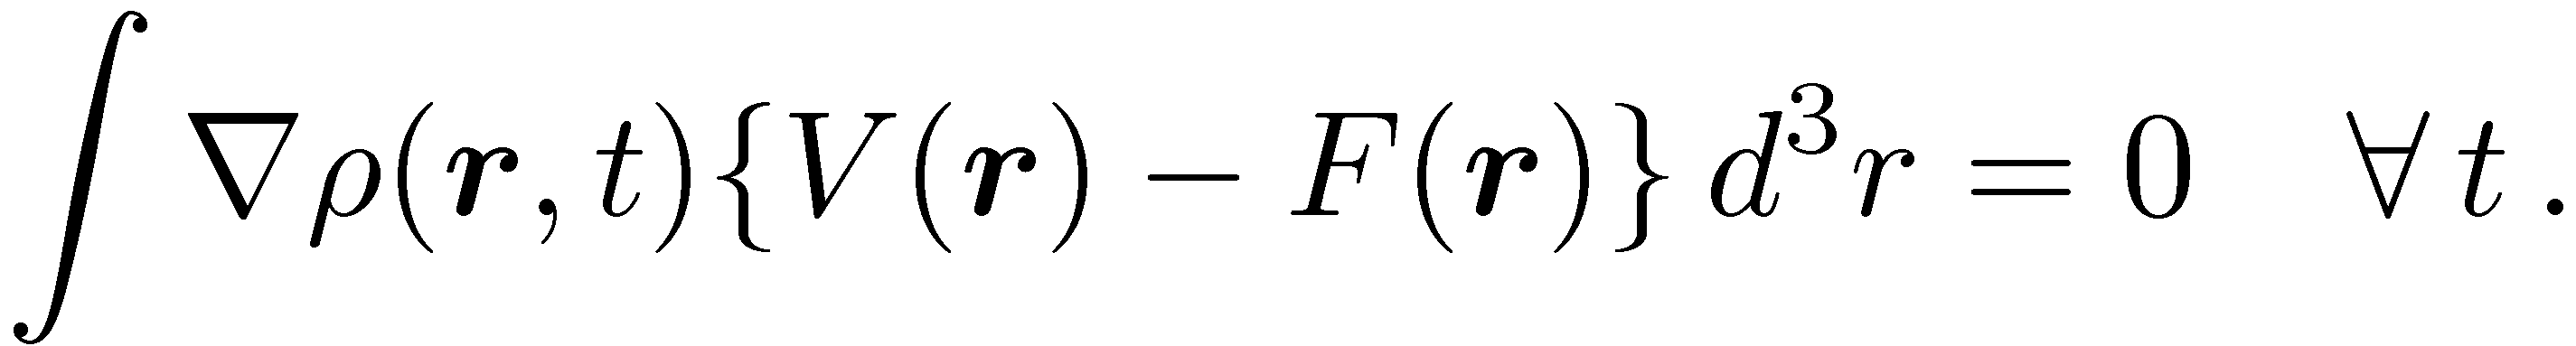 ∫ ∇ρ(𝒓, t){V(𝒓) − F(𝒓)} d³r = 0 ∀ t .